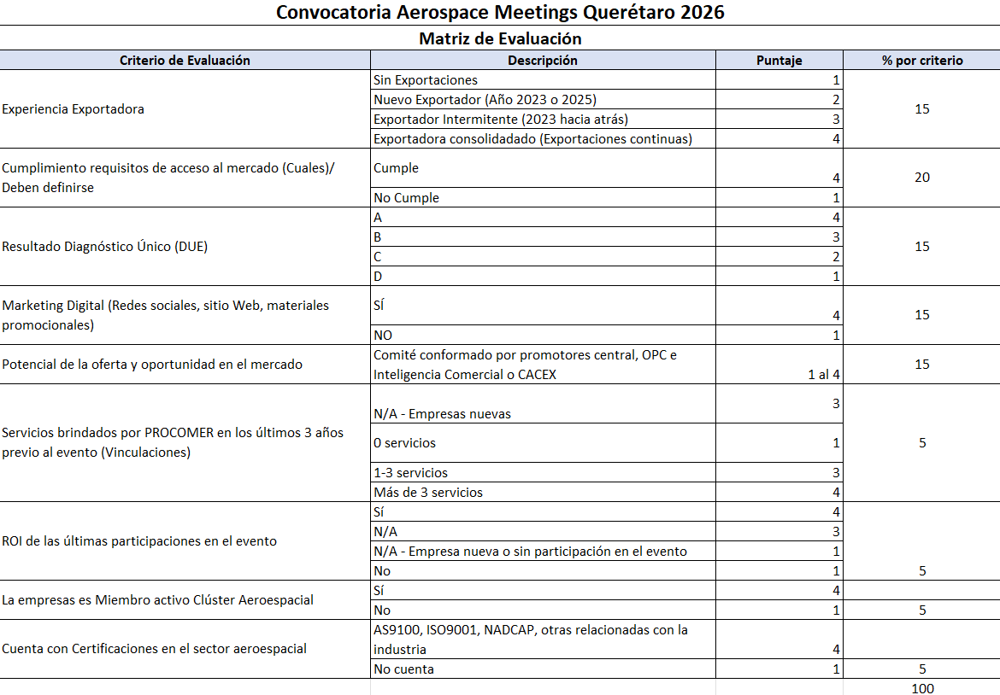 Convocatoria Aerospace Meetings Querétaro 2026
Matriz de Evaluación
Criterio de Evaluación Descripción Puntaje % por criterio
Experiencia Exportadora
Sin Exportaciones 1
Nuevo Exportador (Año 2023 o 2025) 2
Exportador Intermitente (2023 hacia atrás) 3
Exportadora consolidadado (Exportaciones continuas) 4
15
Cumplimiento requisitos de acceso al mercado (Cuales)/
Deben definirse
Cumple 4
No Cumple 1
20
Resultado Diagnóstico Único (DUE)
A 4
B 3
C 2
D 1
15
Marketing Digital (Redes sociales, sitio Web, materiales
promocionales)
SÍ 4
NO 1
15
Potencial de la oferta y oportunidad en el mercado
Comité conformado por promotores central, OPC e
Inteligencia Comercial o CACEX 1 al 4
15
Servicios brindados por PROCOMER en los últimos 3 años
previo al evento (Vinculaciones)
N/A - Empresas nuevas 3
0 servicios 1
1-3 servicios 3
Más de 3 servicios 4
5
ROI de las últimas participaciones en el evento
Sí 4
N/A 3
N/A - Empresa nueva o sin participación en el evento 1
No 1
5
La empresas es Miembro activo Clúster Aeroespacial
Sí 4
No 1
5
Cuenta con Certificaciones en el sector aeroespacial
AS9100, ISO9001, NADCAP, otras relacionadas con la
industria 4
No cuenta 1
5
100